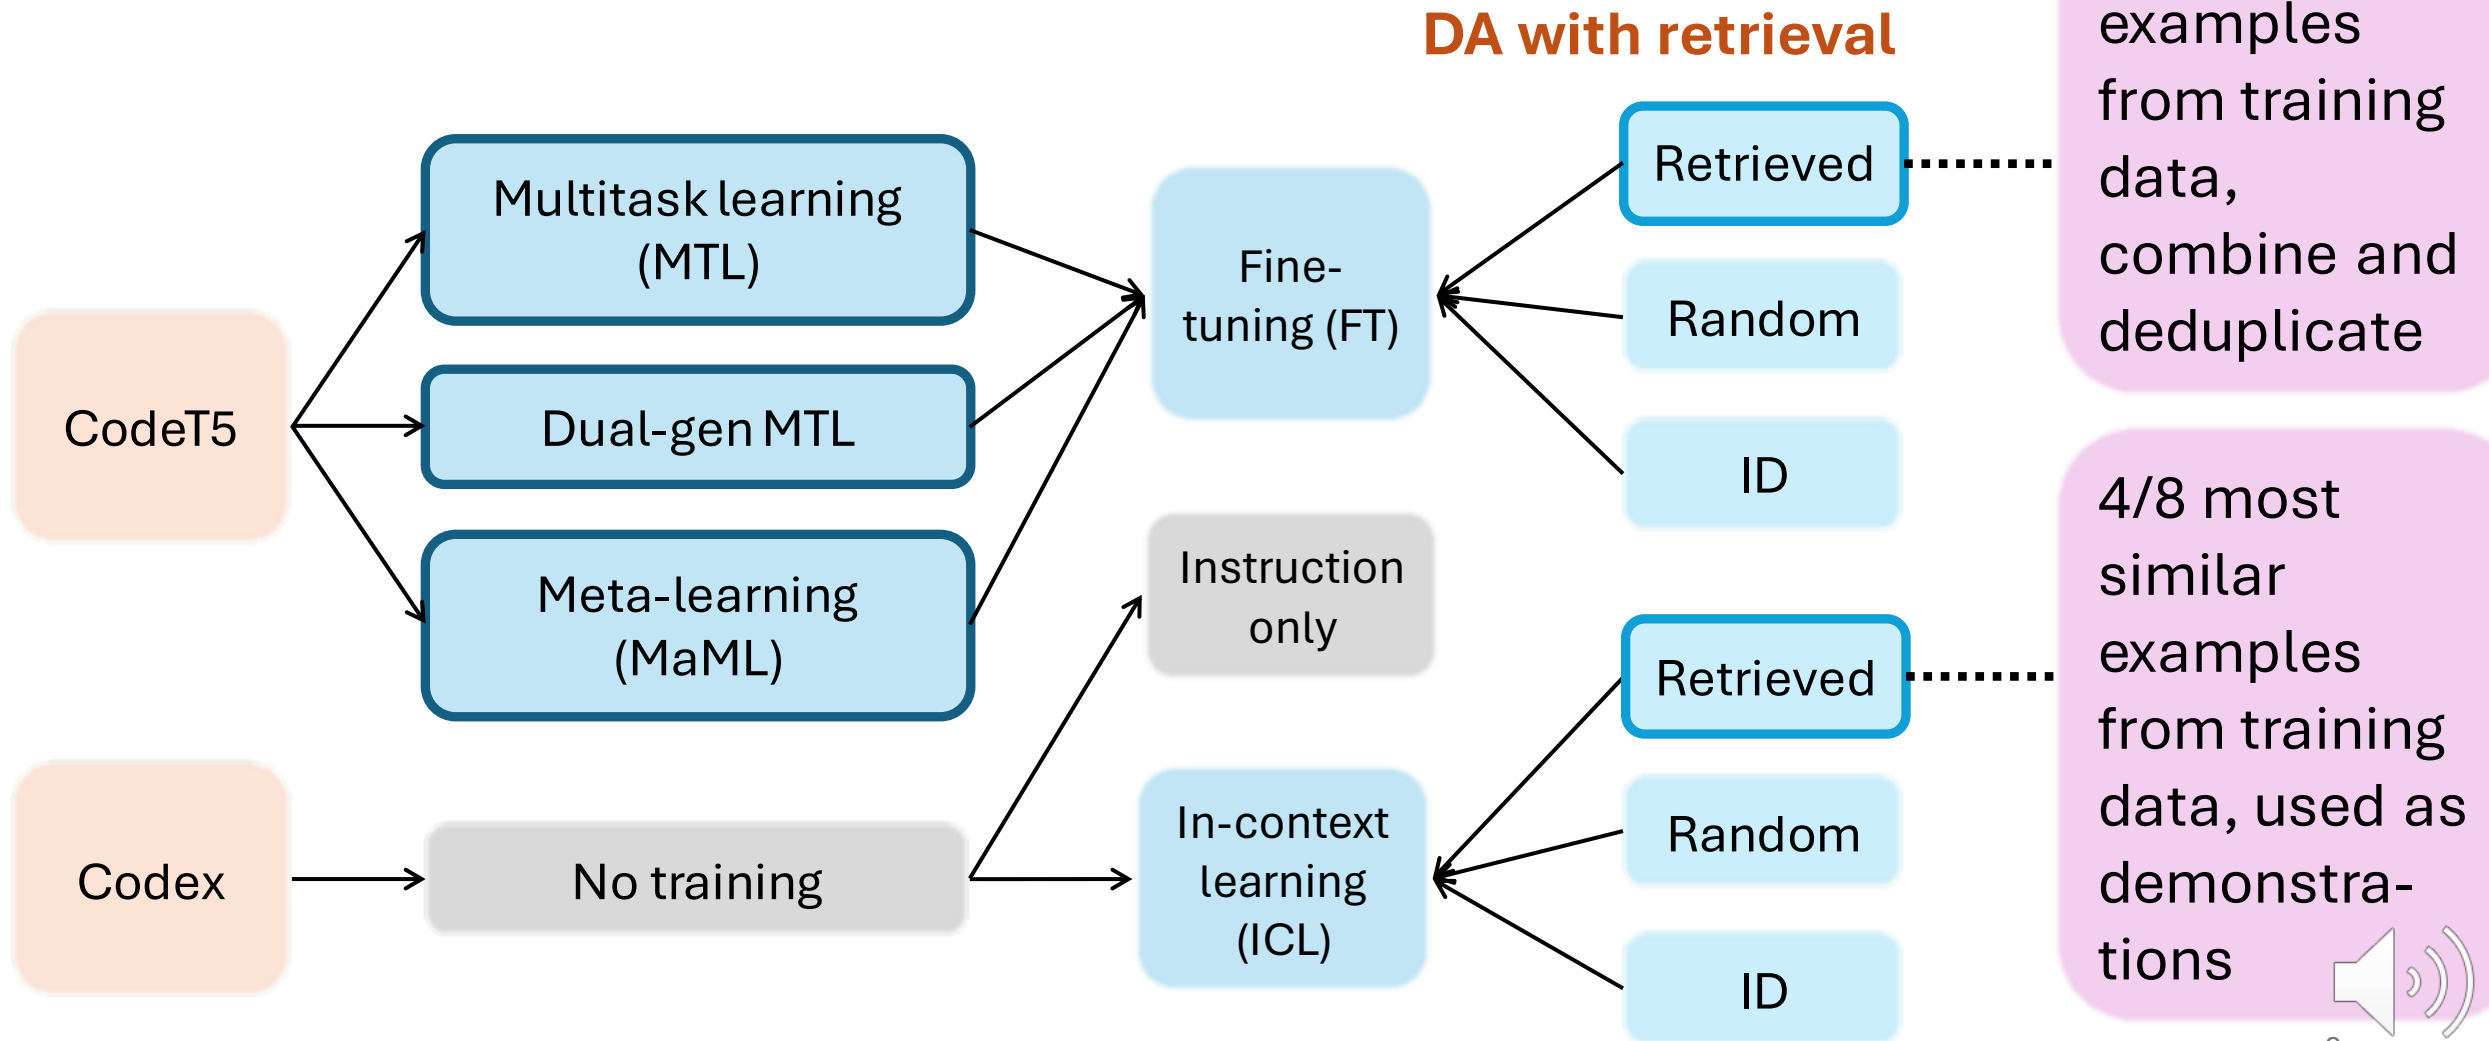 DA with retrieval
CodeT5
Codex
Multitask learning
(MTL)
Dual-gen MTL
Meta-learning
(MaML)
No training
Fine-
tuning (FT)
Instruction
only
In-context
learning
(ICL)
Retrieved
Random
ID
Retrieved
Random
ID
examples
from training
data,
combine and
deduplicate
4/8 most
similar
examples
from training
data, used as
demonstra-
tions